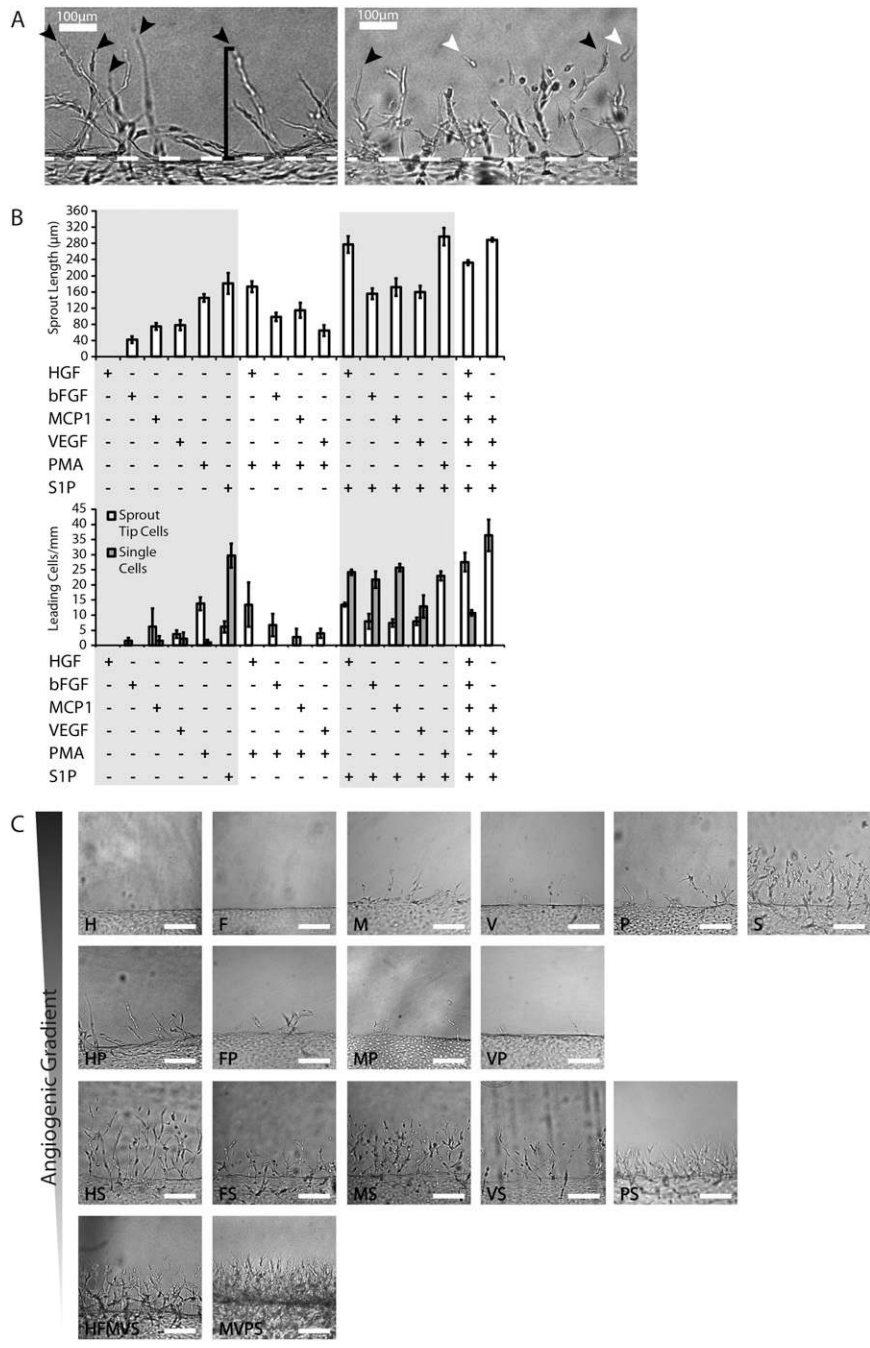 A
100µm
100µm
B
Sprout Length (µm)
360
320
280
240
200
160
120
80
40
0
HGF + - - - - - + - - - + - - - - + -
bFGF - + - - - - - + - - - + - - - + -
MCP1 - - + - - - - - + - - - + - - + +
VEGF - - - + - - - - - + - - - + - + +
PMA - - - - + - + + + + - - - - + - +
S1P - - - - - + - - - - + + + + + + +
Leading Cells/mm
45
40
35
30
25
20
15
10
5
0
Sprout
Tip Cells
Single
Cells
HGF + - - - - - + - - - + - - - - + -
bFGF - + - - - - - + - - - + - - - + -
MCP1 - - + - - - - - + - - - + - - + +
VEGF - - - + - - - - - + - - - + - + +
PMA - - - - + - + + + + - - - - + - +
S1P - - - - - + - - - - + + + + + + +
C
Angiogenic Gradient
H F M V P S
HP FP MP VP
HS FS MS VS PS
HFMVS MVPS